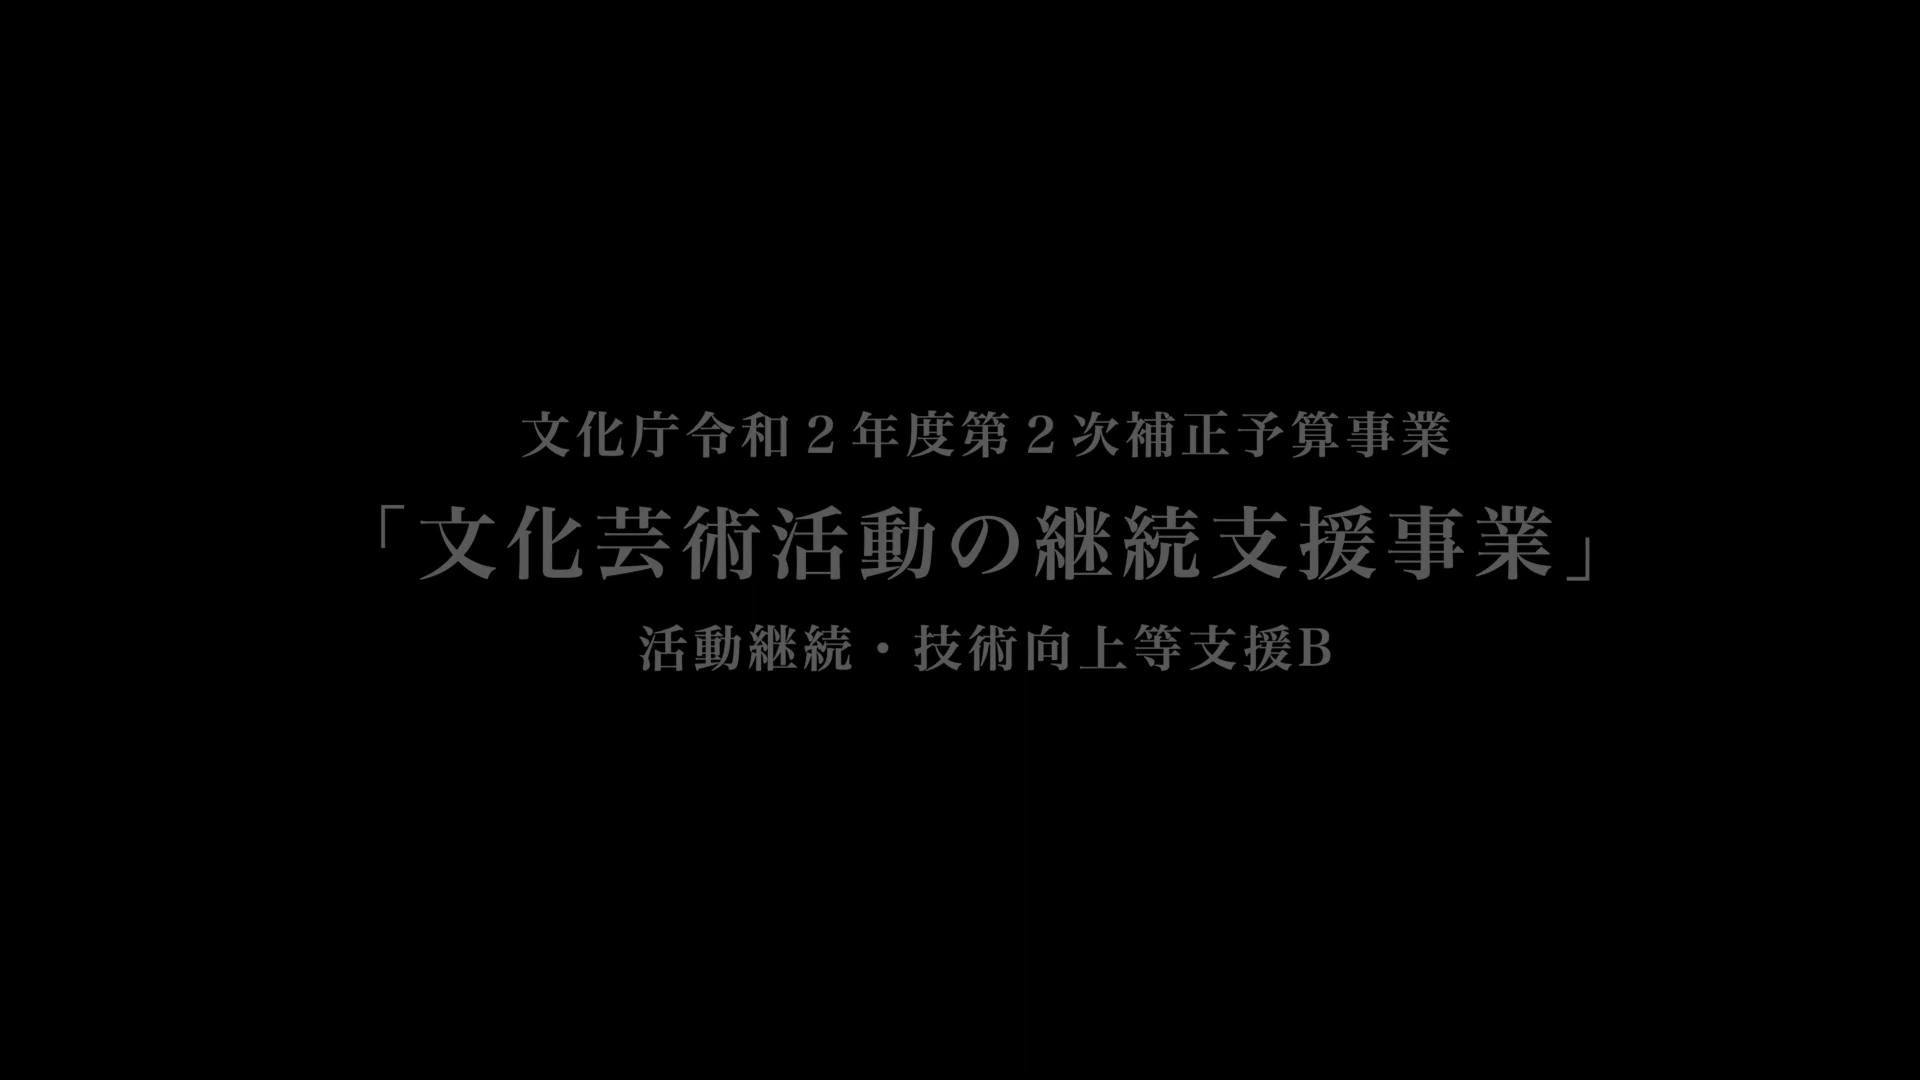 文化庁令和２年度第２次補正予算事業
「文化芸術活動の継続支援事業」
活動継続・技術向上等支援B